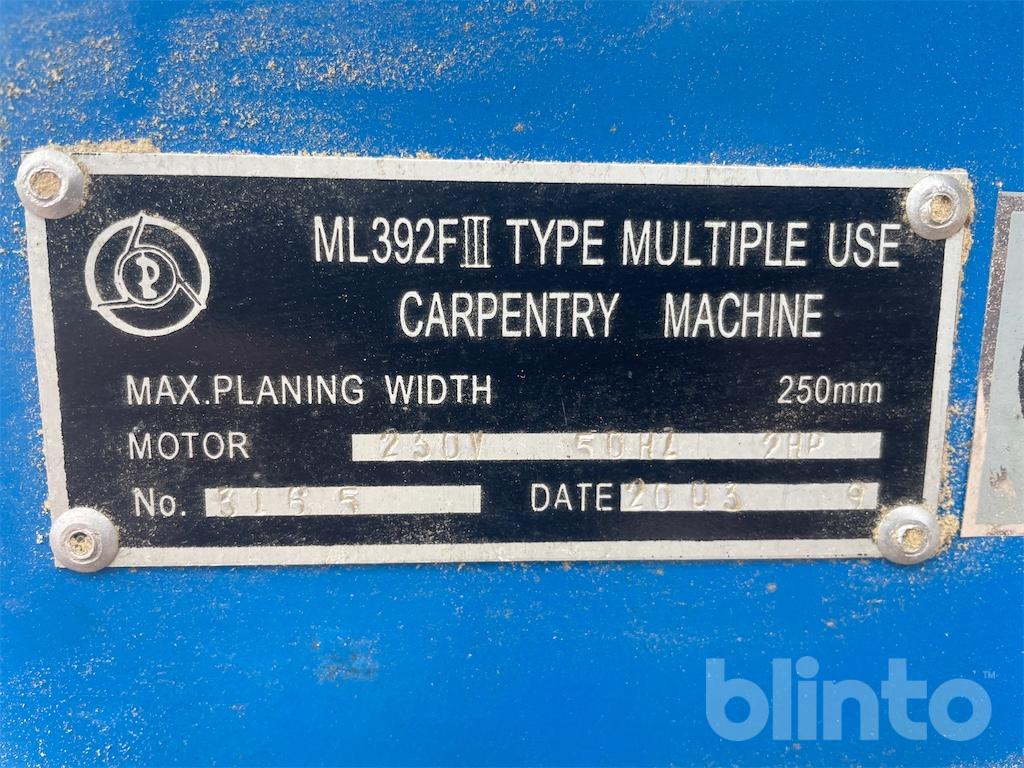 ML392FIII TYPE MULTIPLE USE
CARPENTRY MACHINE
MAX.PLANING WIDTH 250mm
MOTOR 230V 50HZ 2HP
No. 3165 DATE 2003 9
blinto™